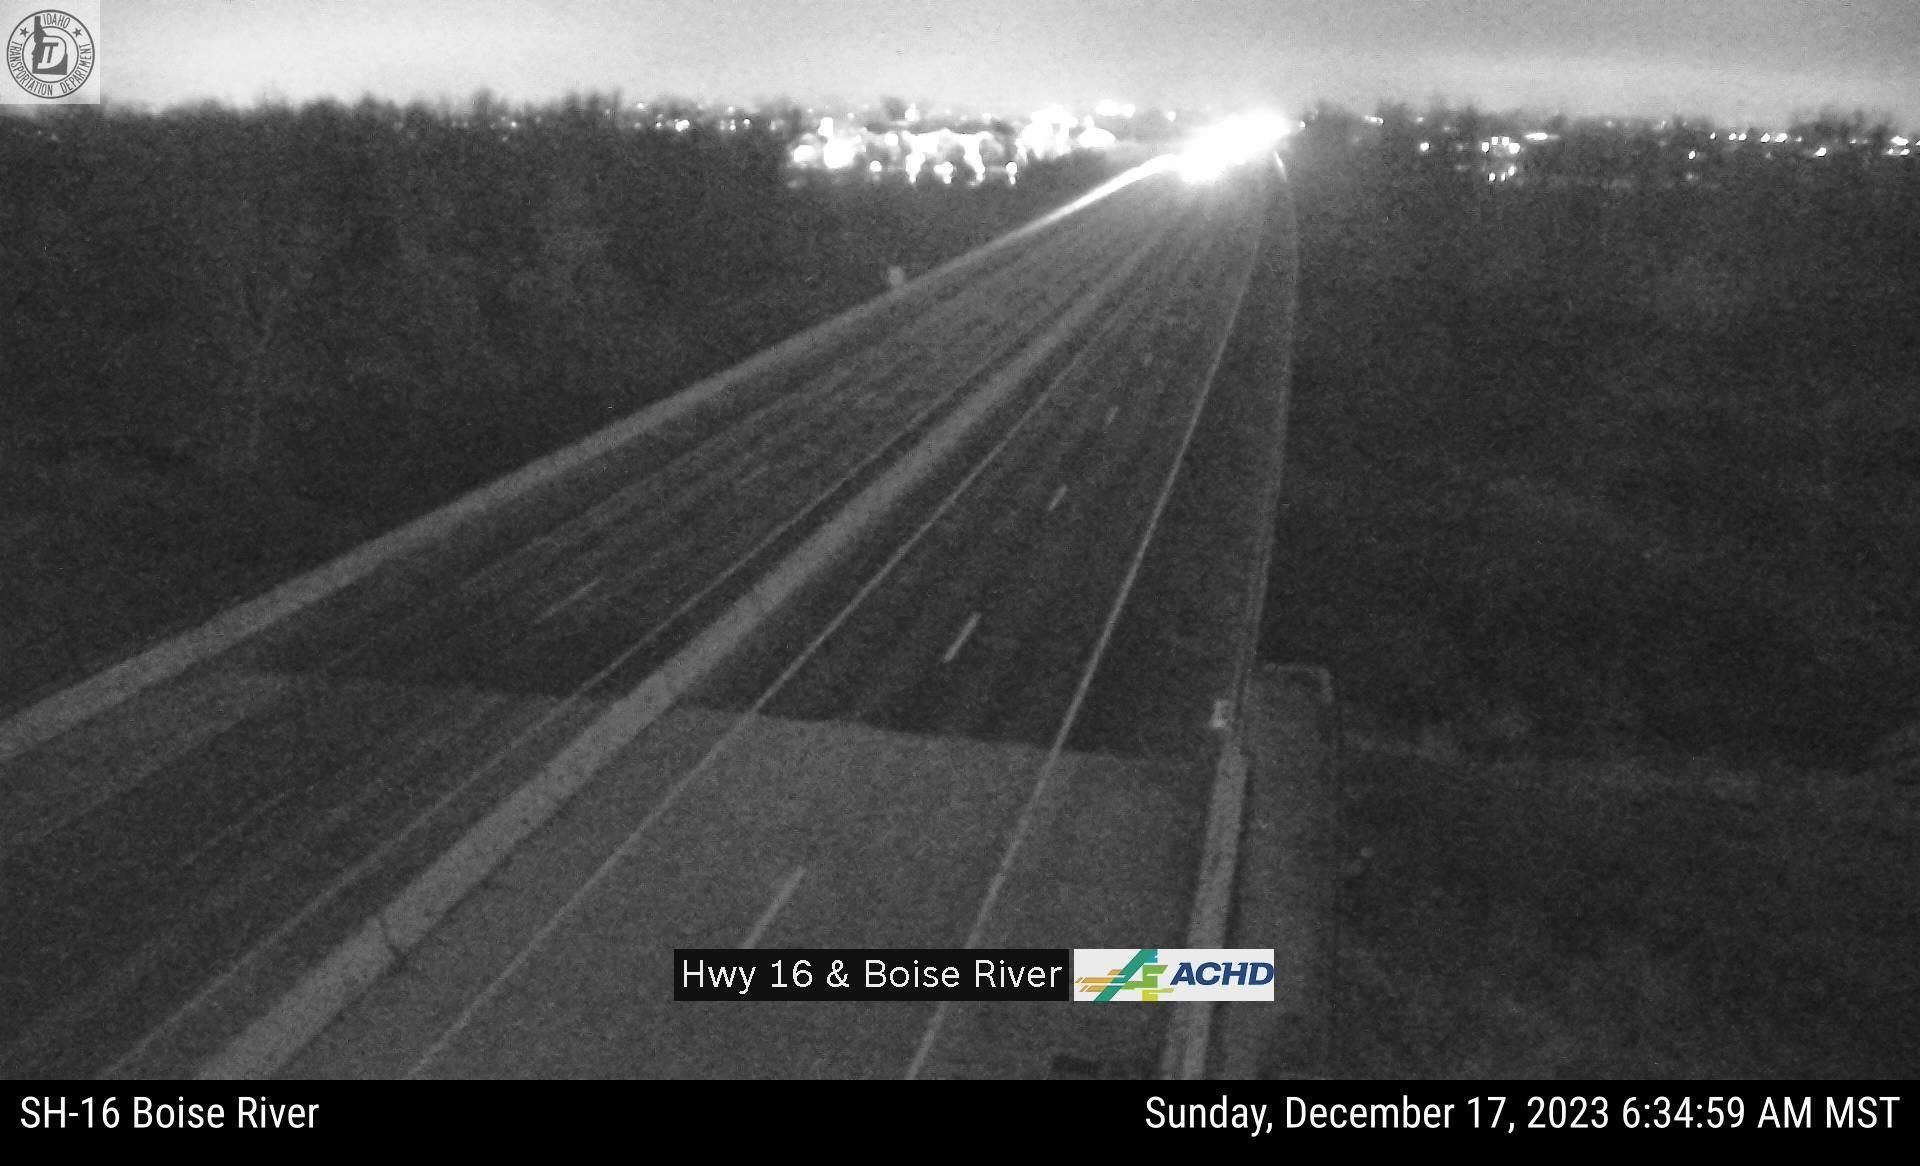 IDAHO
TRANSPORTATION DEPARTMENT
Hwy 16 & Boise River
ACHD
SH-16 Boise River
Sunday, December 17, 2023 6:34:59 AM MST